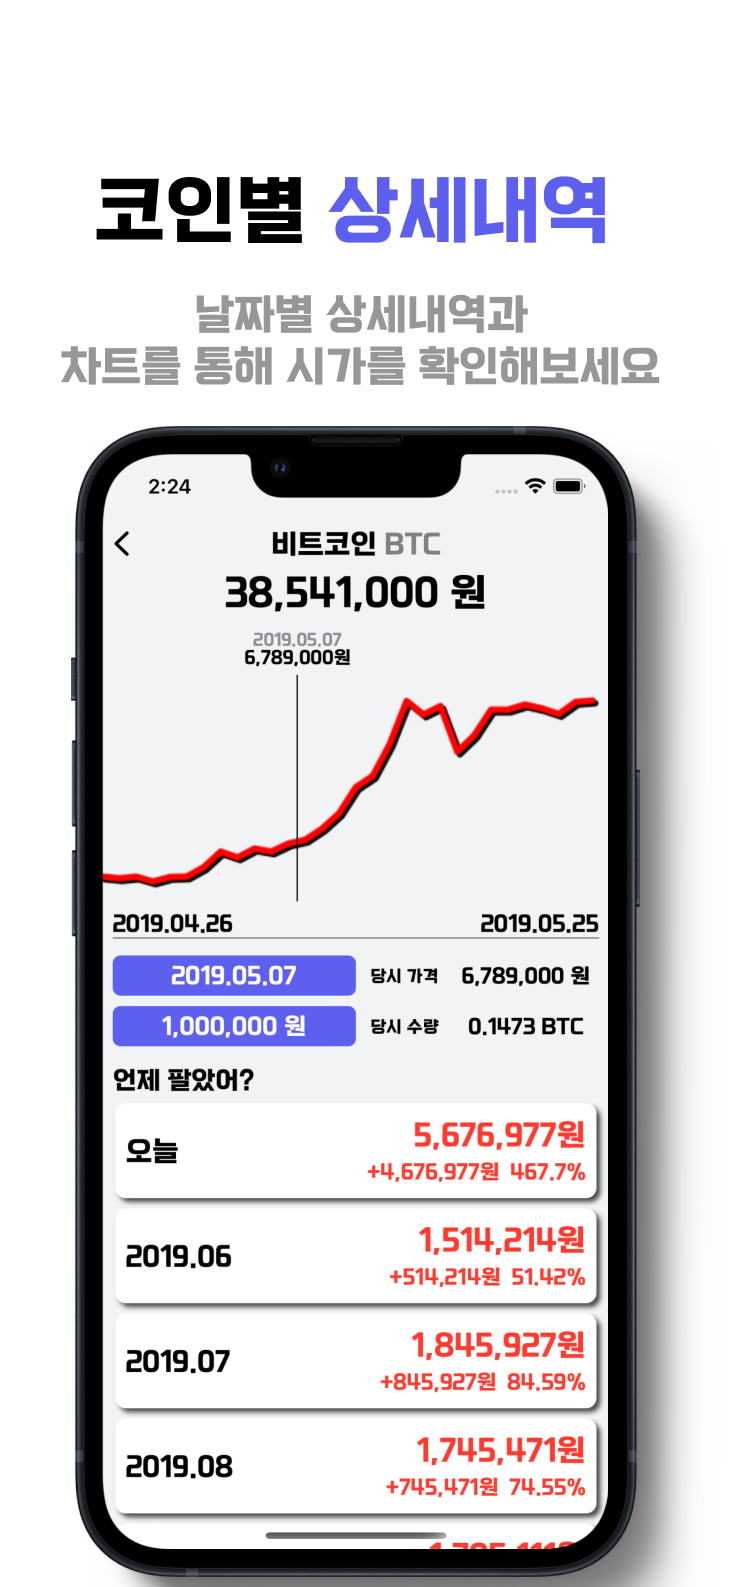 코인별 상세내역
날짜별 상세내역과
차트를 통해 시가를 확인해보세요
2:24
비트코인 BTC
38,541,000 원
2019.05.07
6,789,000원
2019.04.26 2019.05.25
2019.05.07 당시 가격 6,789,000 원
1,000,000 원 당시 수량 0.1473 BTC
언제 팔았어?
오늘
5,676,977원
+4,676,977원 467.7%
2019.06
1,514,214원
+514,214원 51.42%
2019.07
1,845,927원
+845,927원 84.59%
2019.08
1,745,471원
+745,471원 74.55%